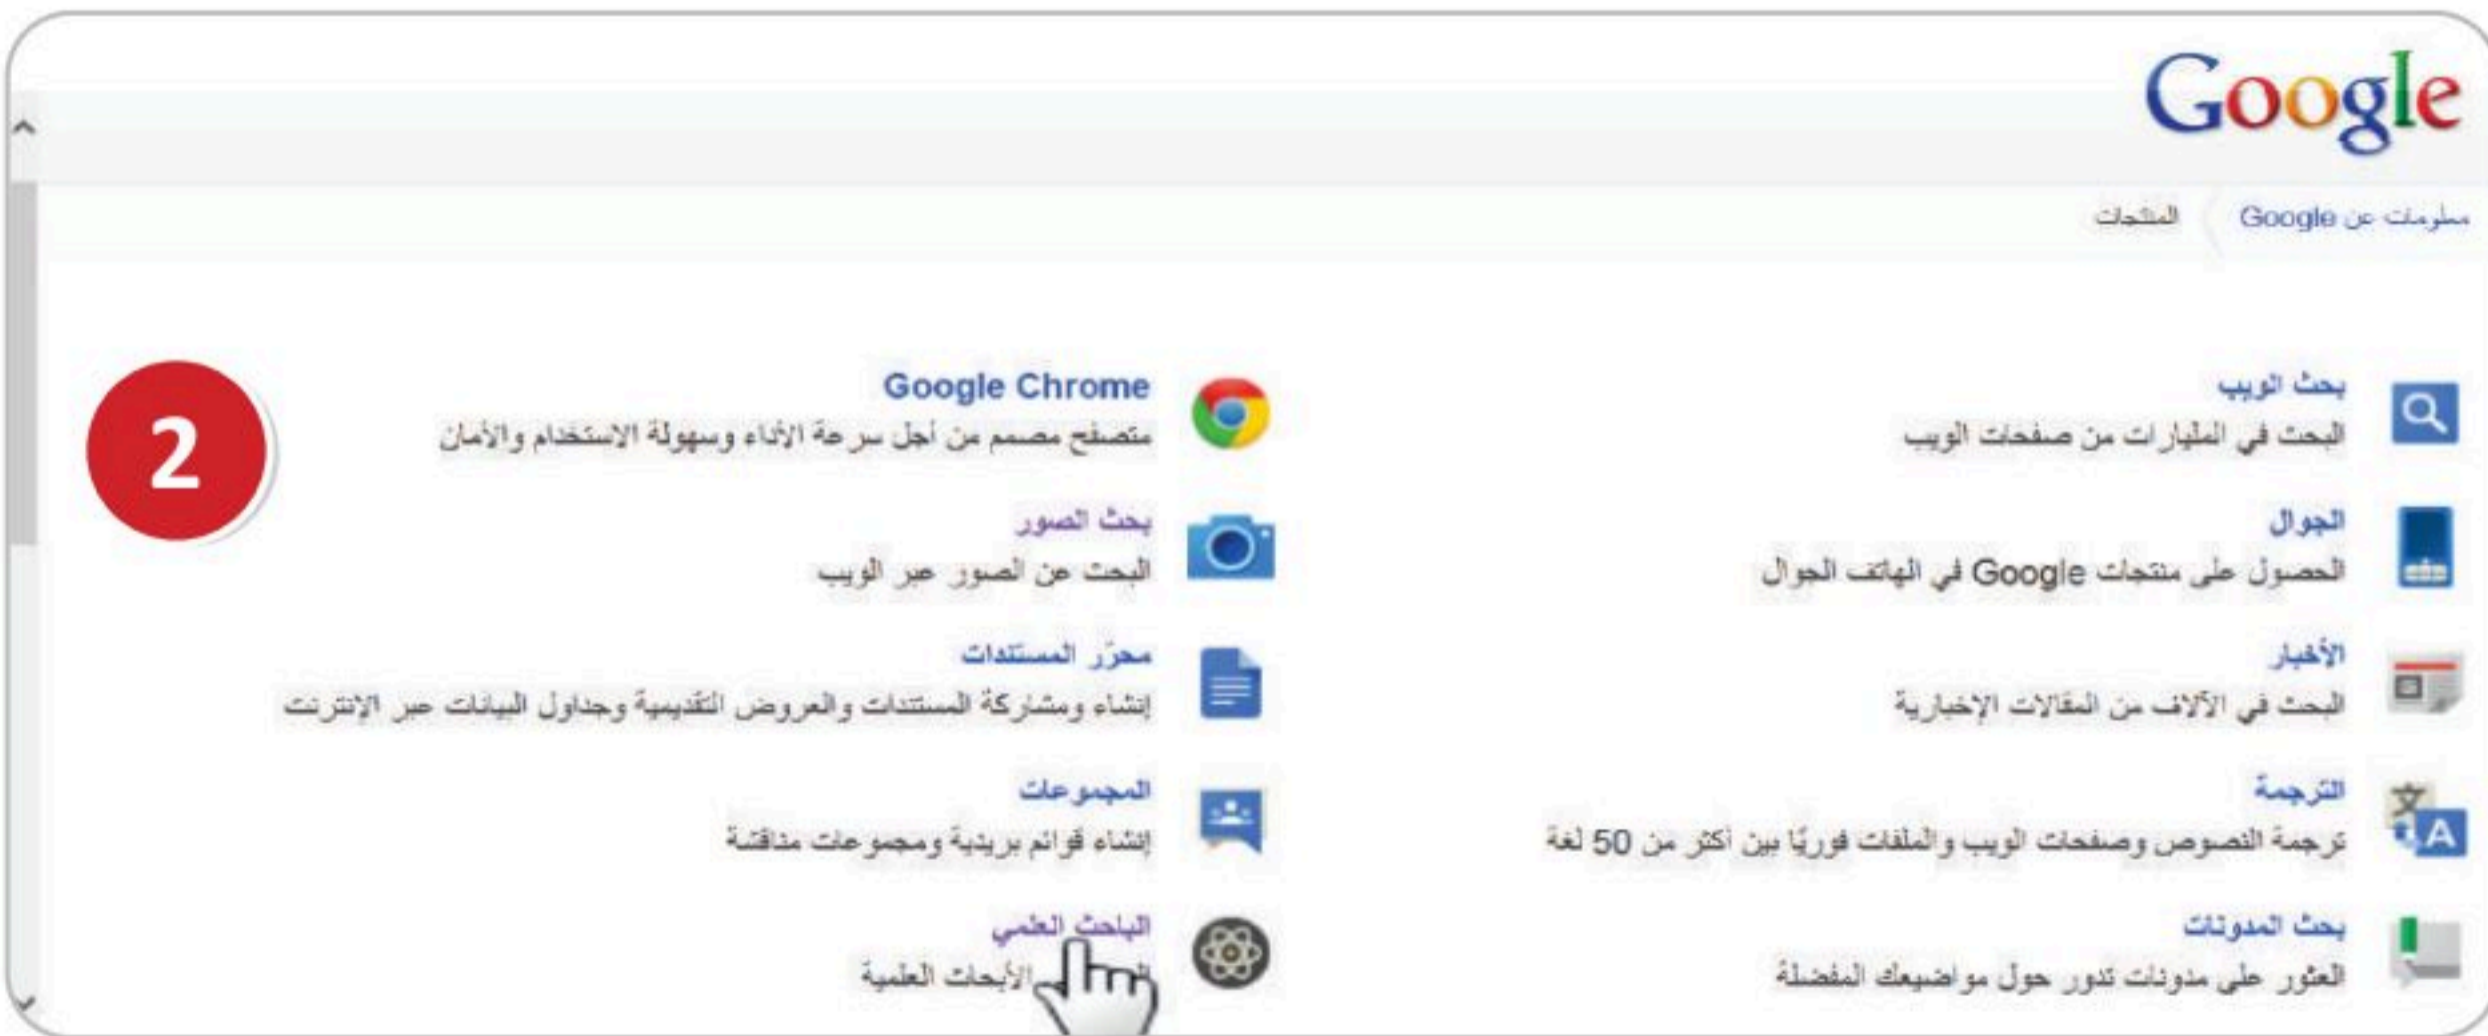 Google
معلومات عن Google
المنتجات
بحث الويب
البحث في المليارات من صفحات الويب
الجوال
الحصول على منتجات Google في الهاتف الجوال
الأخبار
البحث في الآلاف من المقالات الإخبارية
الترجمة
ترجمة النصوص وصفحات الويب والملفات فوريًا بين أكثر من 50 لغة
بحث المدونات
العثور على مدونات تدور حول مواضيعك المفضلة
Google Chrome
متصفح مصمم من أجل سرعة الأداء وسهولة الاستخدام والأمان
بحث الصور
البحث عن الصور عبر الويب
محرّر المستندات
إنشاء ومشاركة المستندات والعروض التقديمية وجداول البيانات عبر الإنترنت
المجموعات
إنشاء قوائم بريدية ومجموعات مناقشة
الباحث العلمي
الأبحاث العلمية
2